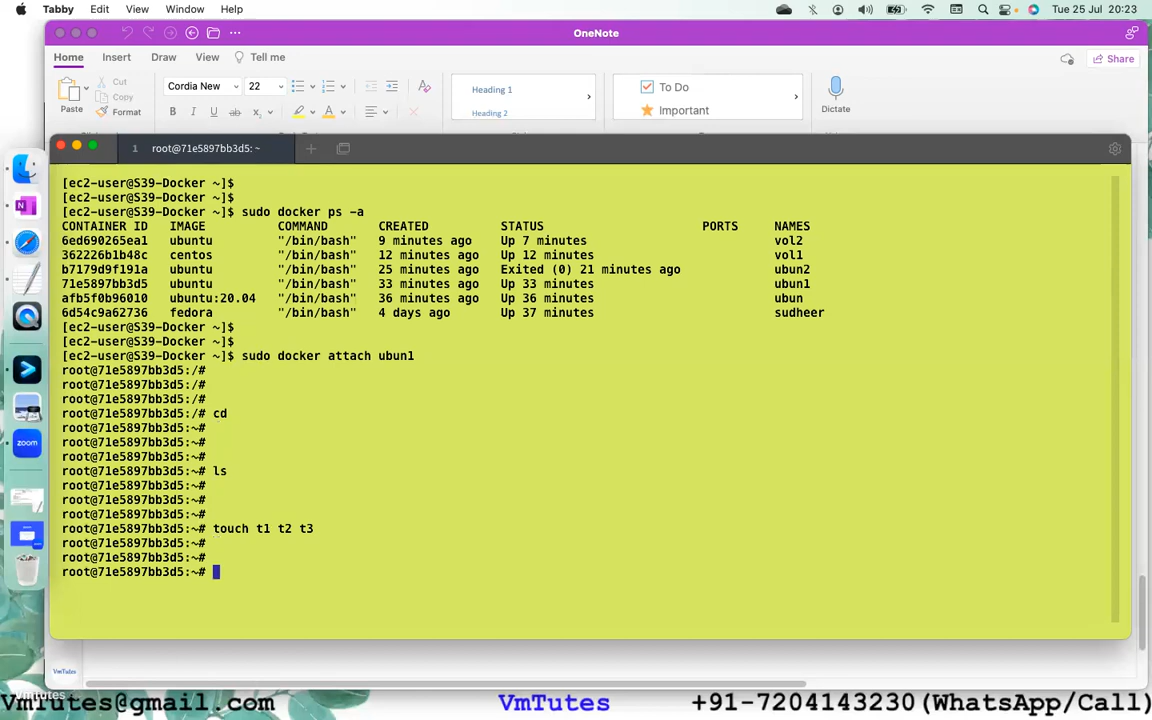 Tabby Edit View Window Help Tue 25 Jul 20:23
OneNote
Home Insert Draw View Tell me Share
Paste Cut Copy Format
Cordia New 22
Heading 1
Heading 2
To Do
Important
Dictate
B I U ab x
1 root@71e5897bb3d5: ~
[ec2-user@S39-Docker ~]$
[ec2-user@S39-Docker ~]$
[ec2-user@S39-Docker ~]$ sudo docker ps -a
CONTAINER ID IMAGE COMMAND CREATED STATUS PORTS NAMES
6ed690265ea1 ubuntu "/bin/bash" 9 minutes ago Up 7 minutes vol2
362226b1b48c centos "/bin/bash" 12 minutes ago Up 12 minutes vol1
b7179d9f191a ubuntu "/bin/bash" 25 minutes ago Exited (0) 21 minutes ago ubun2
71e5897bb3d5 ubuntu "/bin/bash" 33 minutes ago Up 33 minutes ubun1
afb5f0b96010 ubuntu:20.04 "/bin/bash" 36 minutes ago Up 36 minutes ubun
6d54c9a62736 fedora "/bin/bash" 4 days ago Up 37 minutes sudheer
[ec2-user@S39-Docker ~]$
[ec2-user@S39-Docker ~]$
[ec2-user@S39-Docker ~]$ sudo docker attach ubun1
root@71e5897bb3d5:/#
root@71e5897bb3d5:/#
root@71e5897bb3d5:/#
root@71e5897bb3d5:/# cd
root@71e5897bb3d5:~#
root@71e5897bb3d5:~#
root@71e5897bb3d5:~#
root@71e5897bb3d5:~# ls
root@71e5897bb3d5:~#
root@71e5897bb3d5:~#
root@71e5897bb3d5:~#
root@71e5897bb3d5:~# touch t1 t2 t3
root@71e5897bb3d5:~#
root@71e5897bb3d5:~#
root@71e5897bb3d5:~#
zoom
VmTutes
VmTutes
Vmtutes@gmail.com VmTutes +91-7204143230(WhatsApp/Call)